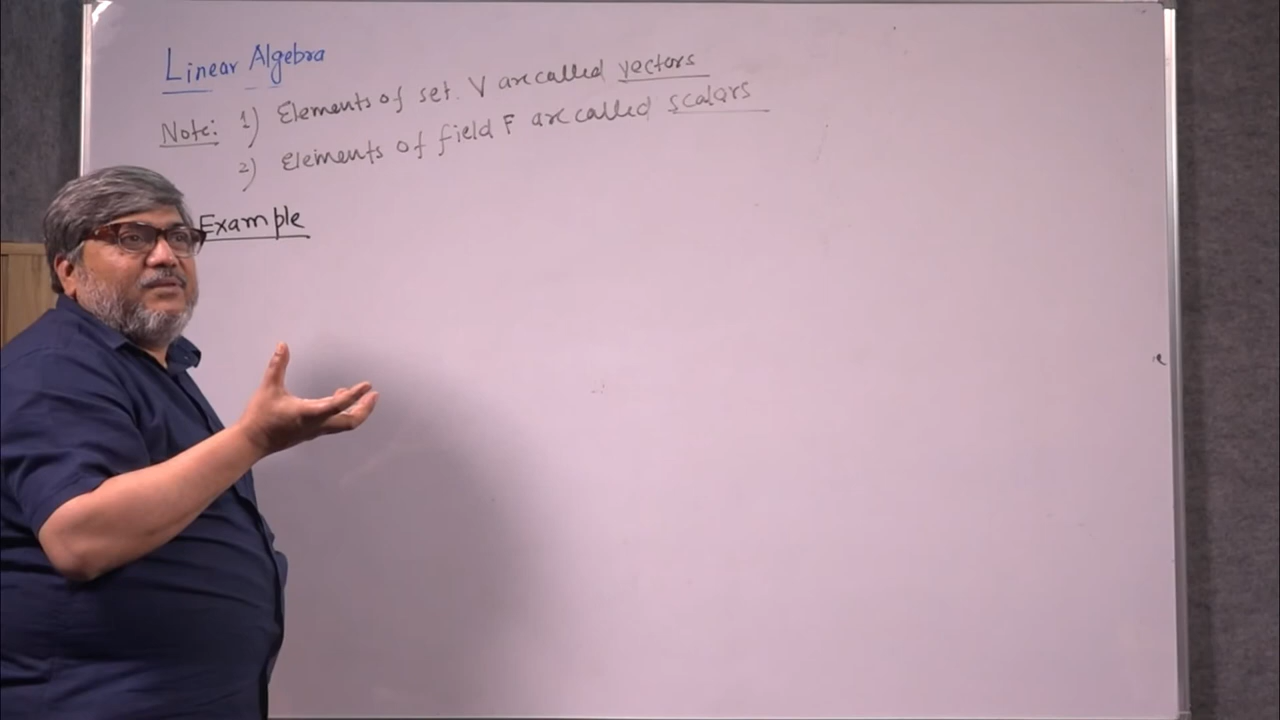 Linear Algebra
Note: 1) Elements of set V are called vectors
2) Elements of field F are called scalars
Example